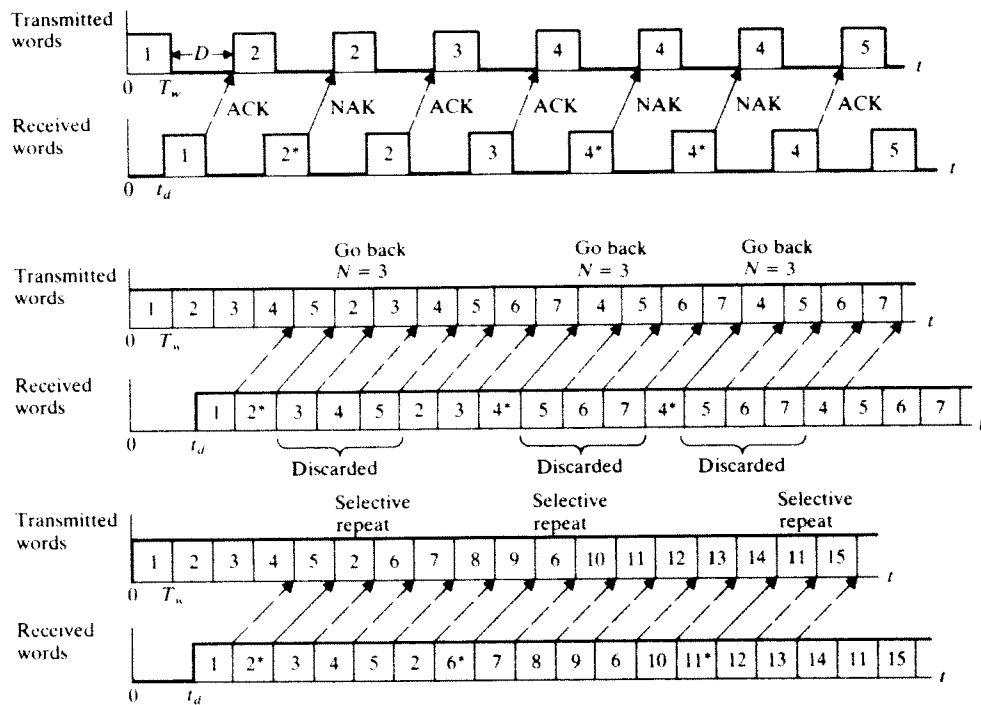 Transmitted
words
1 D 2 2 3 4 4 4 5 t
0 T_w
ACK NAK ACK ACK NAK NAK ACK
Received
words
1 2* 2 3 4* 4* 4 5 t
0 t_d
Go back
N = 3
Go back
N = 3
Go back
N = 3
Transmitted
words
1 2 3 4 5 2 3 4 5 6 7 4 5 6 7 4 5 6 7 t
0 T_w
Received
words
1 2* 3 4 5 2 3 4* 5 6 7 4* 5 6 7 4 5 6 7 t
0 t_d
Discarded Discarded Discarded
Selective
repeat
Selective
repeat
Selective
repeat
Transmitted
words
1 2 3 4 5 2 6 7 8 9 6 10 11 12 13 14 11 15 t
0 T_w
Received
words
1 2* 3 4 5 2 6* 7 8 9 6 10 11* 12 13 14 11 15 t
0 t_d